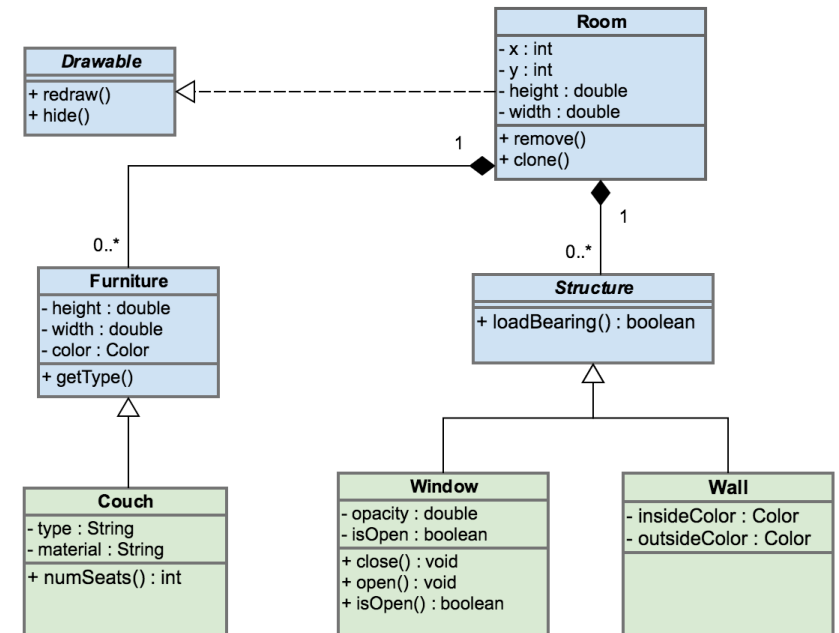 Room
- x : int
- y : int
- height : double
- width : double
+ remove()
+ clone()
Drawable
+ redraw()
+ hide()
1
1
0..*
0..*
Furniture
- height : double
- width : double
- color : Color
+ getType()
Structure
+ loadBearing() : boolean
Couch
- type : String
- material : String
+ numSeats() : int
Window
- opacity : double
- isOpen : boolean
+ close() : void
+ open() : void
+ isOpen() : boolean
Wall
- insideColor : Color
- outsideColor : Color